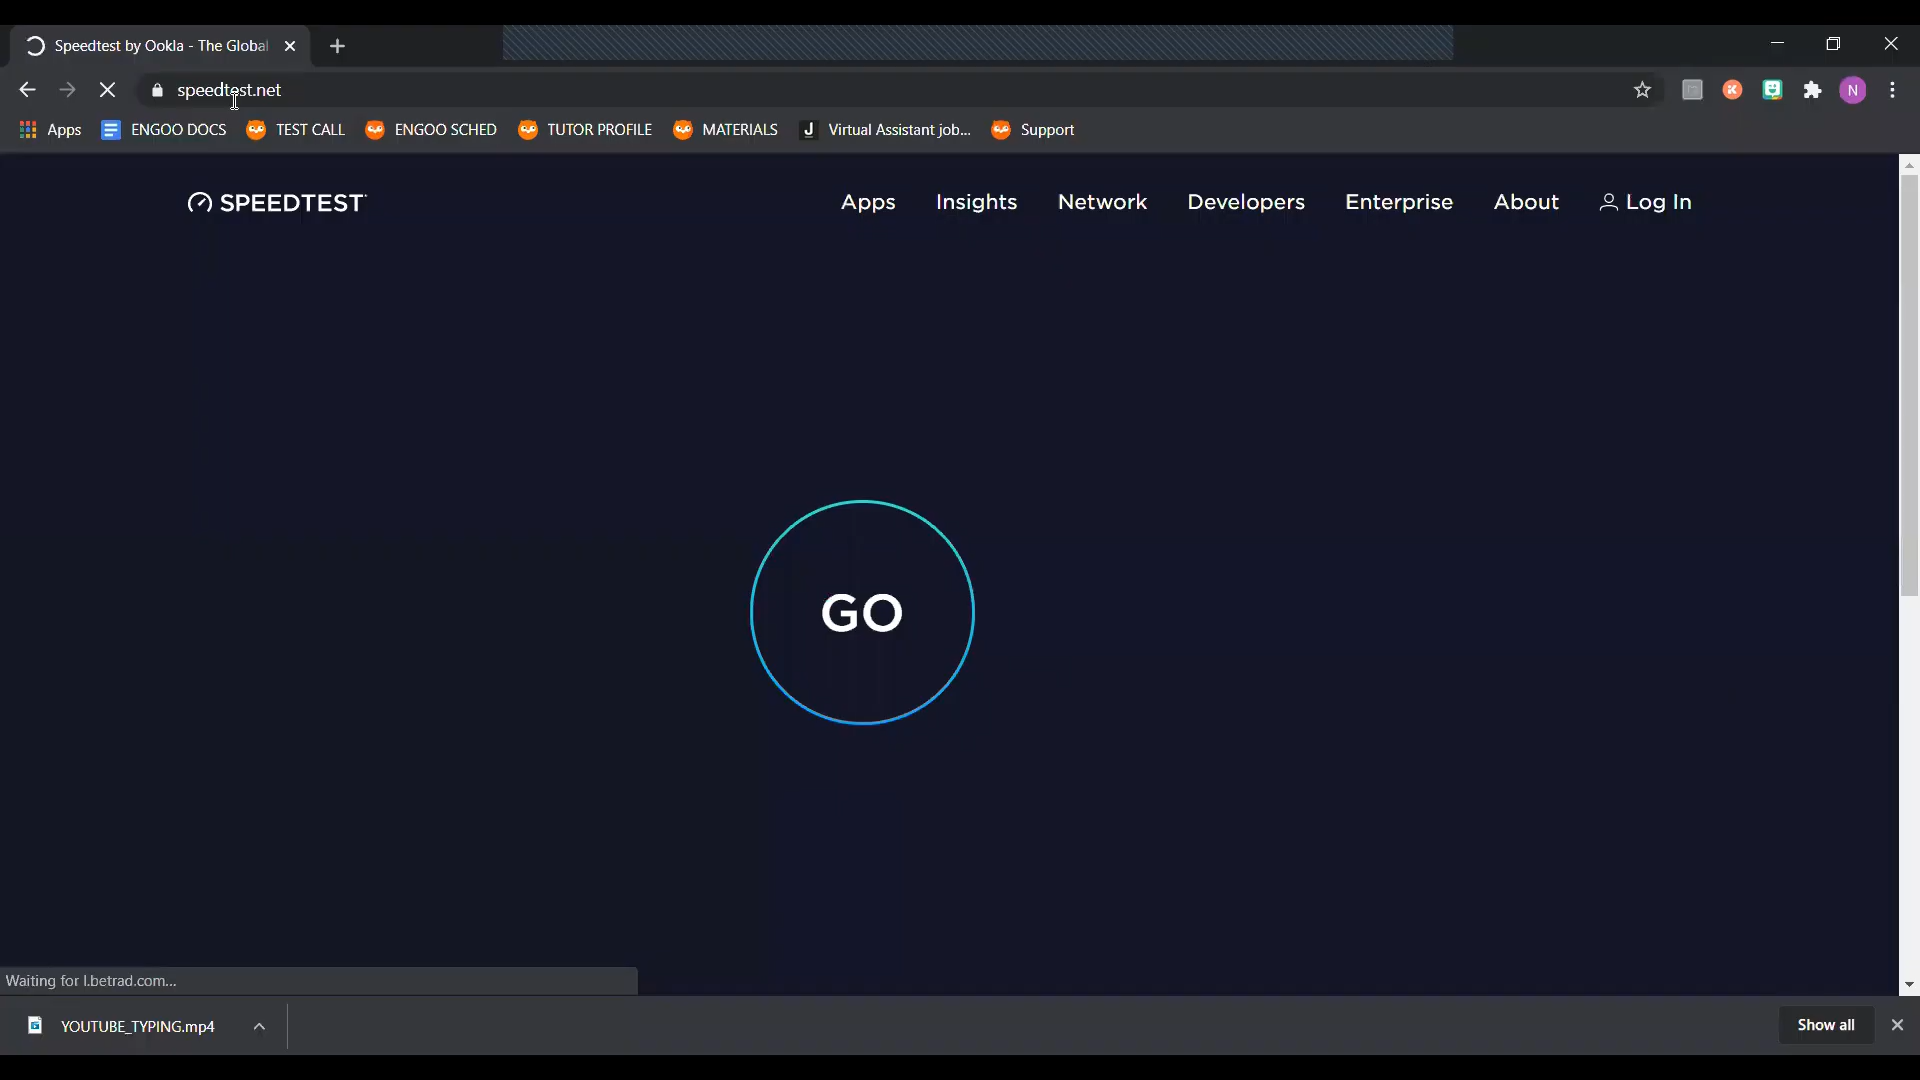 Speedtest by Ookla - The Global
speedtest.net
N
Apps
ENGOO DOCS
TEST CALL
ENGOO SCHED
TUTOR PROFILE
MATERIALS
J
Virtual Assistant job...
Support
SPEEDTEST
Apps
Insights
Network
Developers
Enterprise
About
Log In
GO
Waiting for l.betrad.com...
YOUTUBE_TYPING.mp4
Show all